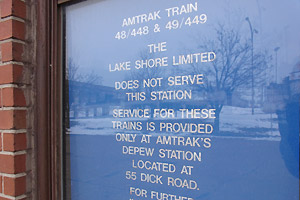 AMTRAK TRAIN
48/448 & 49/449
THE
LAKE SHORE LIMITED
DOES NOT SERVE
THIS STATION
SERVICE FOR THESE
TRAINS IS PROVIDED
ONLY AT AMTRAK'S
DEPEW STATION
LOCATED AT
55 DICK ROAD.
FOR FURTHER